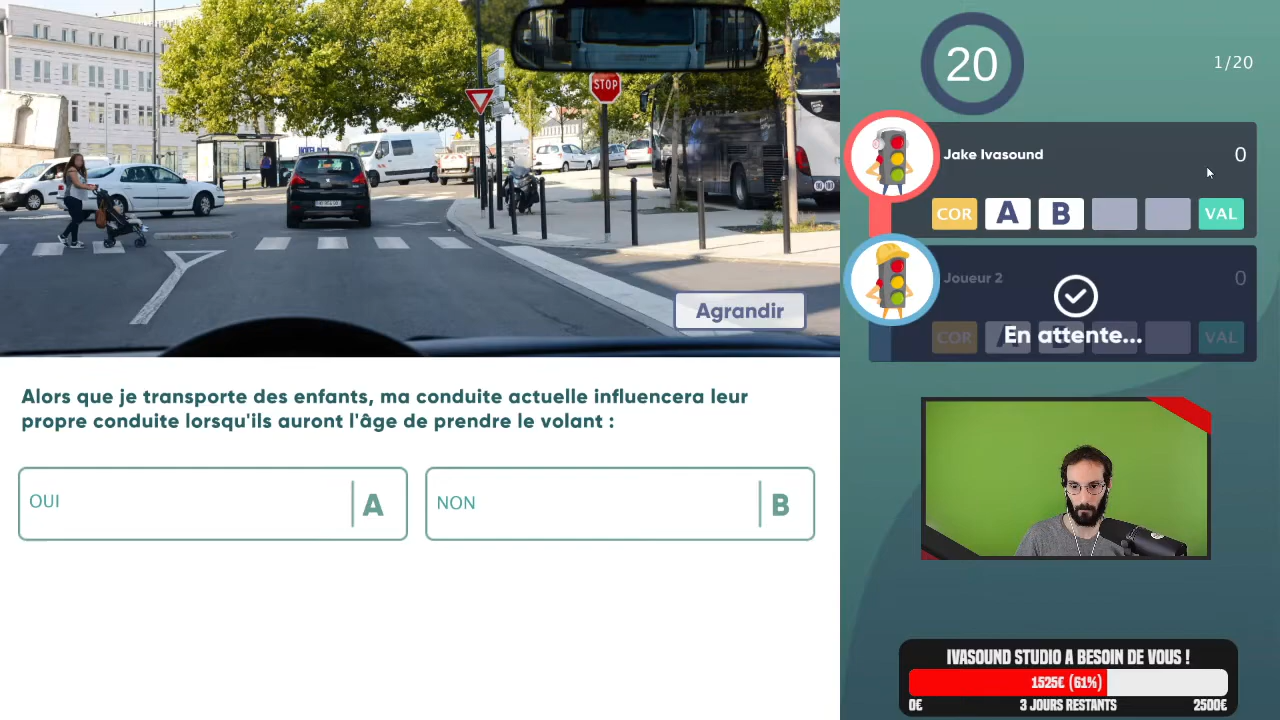 STOP
Agrandir
Alors que je transporte des enfants, ma conduite actuelle influencera leur
propre conduite lorsqu'ils auront l'âge de prendre le volant :
OUI
A
NON
B
20
1/20
Jake Ivasound
0
COR
A
B
VAL
Joueur 2
0
En attente...
COR
A
VAL
IVASOUND STUDIO A BESOIN DE VOUS !
1525€ (61%)
0€
3 JOURS RESTANTS
2500€